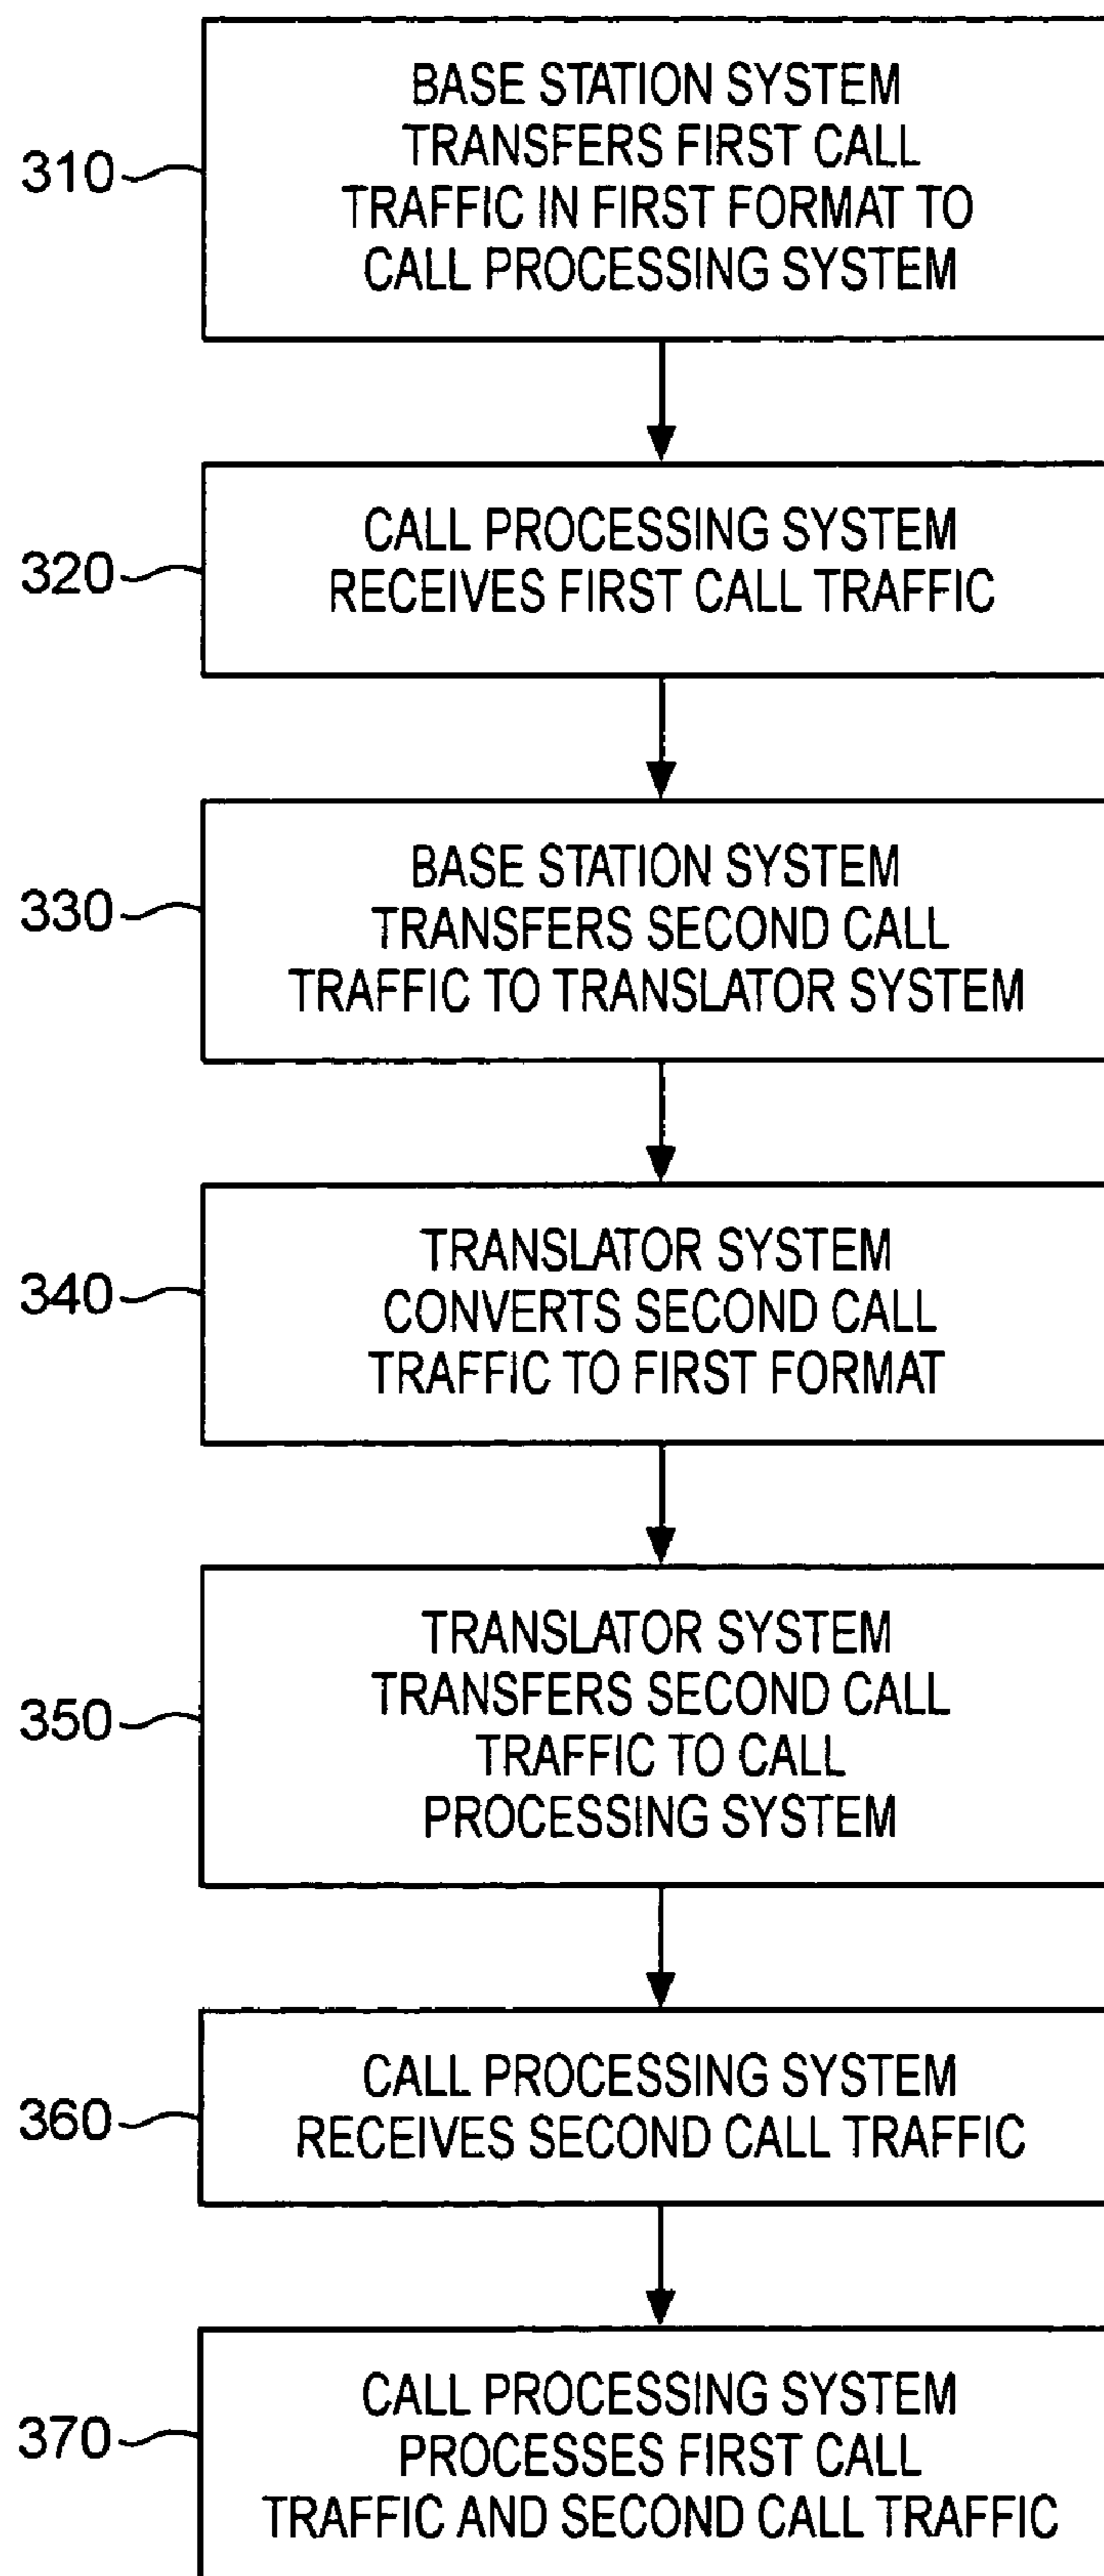 BASE STATION SYSTEM
TRANSFERS FIRST CALL
310
TRAFFIC IN FIRST FORMAT TO
CALL PROCESSING SYSTEM
CALL PROCESSING SYSTEM
320
RECEIVES FIRST CALL TRAFFIC
BASE STATION SYSTEM
330
TRANSFERS SECOND CALL
TRAFFIC TO TRANSLATOR SYSTEM
TRANSLATOR SYSTEM
340
CONVERTS SECOND CALL
TRAFFIC TO FIRST FORMAT
TRANSLATOR SYSTEM
TRANSFERS SECOND CALL
350
TRAFFIC TO CALL
PROCESSING SYSTEM
CALL PROCESSING SYSTEM
360
RECEIVES SECOND CALL TRAFFIC
CALL PROCESSING SYSTEM
370
PROCESSES FIRST CALL
TRAFFIC AND SECOND CALL TRAFFIC